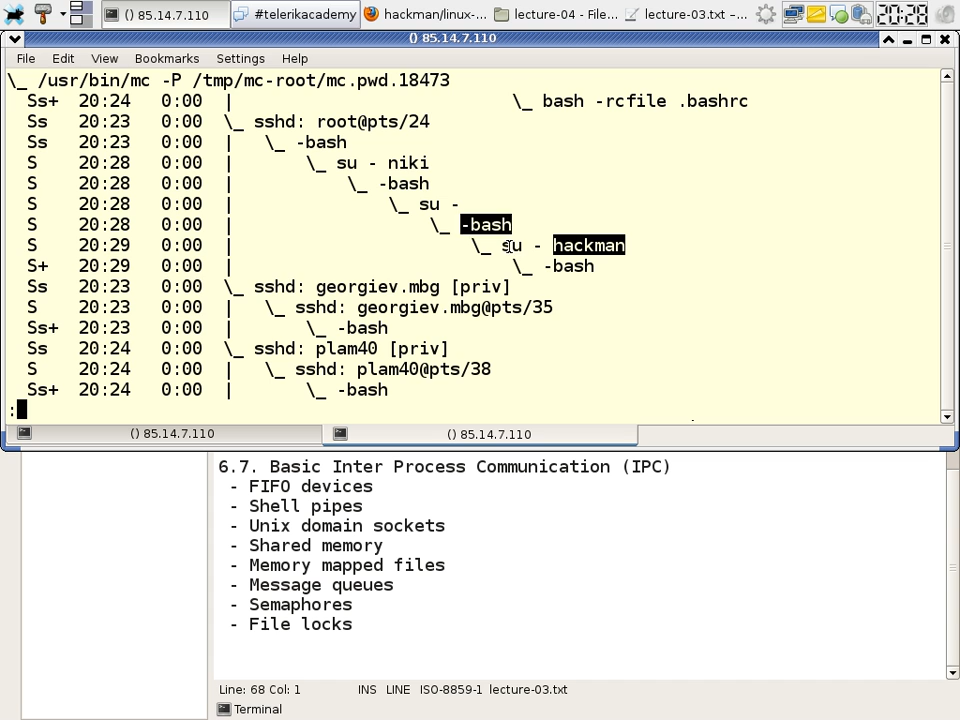 () 85.14.7.110
#telerikacademy
hackman/linux-...
lecture-04 - File...
lecture-03.txt –...
20:28
() 85.14.7.110
File Edit View Bookmarks Settings Help
\_ /usr/bin/mc -P /tmp/mc-root/mc.pwd.18473
Ss+ 20:24 0:00 | \_ bash -rcfile .bashrc
Ss 20:23 0:00 \_ sshd: root@pts/24
Ss 20:23 0:00 | \_ -bash
S 20:28 0:00 | \_ su - niki
S 20:28 0:00 | \_ -bash
S 20:28 0:00 | \_ su -
S 20:28 0:00 | \_ -bash
S 20:29 0:00 | \_ su - hackman
S+ 20:29 0:00 | \_ -bash
Ss 20:23 0:00 \_ sshd: georgiev.mbg [priv]
S 20:23 0:00 | \_ sshd: georgiev.mbg@pts/35
Ss+ 20:23 0:00 | \_ -bash
Ss 20:24 0:00 \_ sshd: plam40 [priv]
S 20:24 0:00 | \_ sshd: plam40@pts/38
Ss+ 20:24 0:00 | \_ -bash
:
() 85.14.7.110 () 85.14.7.110
6.7. Basic Inter Process Communication (IPC)
- FIFO devices
- Shell pipes
- Unix domain sockets
- Shared memory
- Memory mapped files
- Message queues
- Semaphores
- File locks
Line: 68 Col: 1 INS LINE ISO-8859-1 lecture-03.txt
Terminal